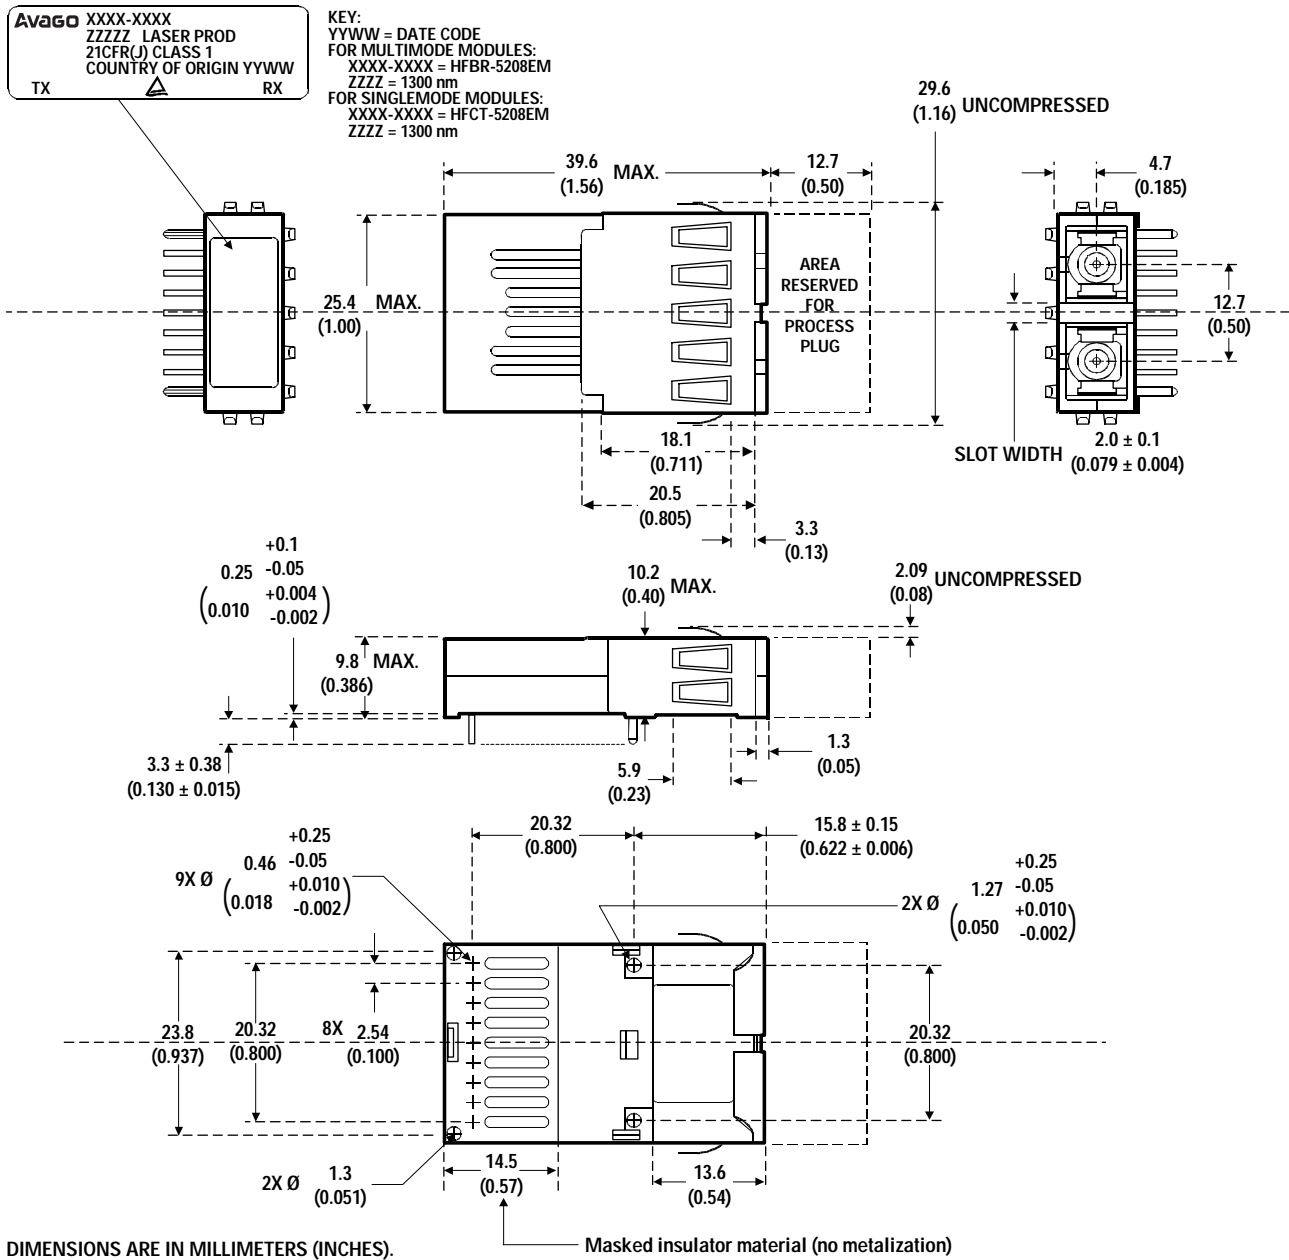 Avago XXXX-XXXX
ZZZZZ LASER PROD
21CFR(J) CLASS 1
COUNTRY OF ORIGIN YYWW
TX RX
KEY:
YYWW = DATE CODE
FOR MULTIMODE MODULES:
XXXX-XXXX = HFBR-5208EM
ZZZZ = 1300 nm
FOR SINGLEMODE MODULES:
XXXX-XXXX = HFCT-5208EM
ZZZZ = 1300 nm
29.6
(1.16) UNCOMPRESSED
39.6
(1.56) MAX.
12.7
(0.50)
4.7
(0.185)
25.4
(1.00) MAX.
AREA
RESERVED
FOR
PROCESS
PLUG
12.7
(0.50)
18.1
(0.711)
SLOT WIDTH 2.0 ± 0.1
(0.079 ± 0.004)
20.5
(0.805)
3.3
(0.13)
+0.1
0.25 -0.05
+0.004
(0.010 -0.002)
10.2
(0.40) MAX.
2.09
(0.08) UNCOMPRESSED
9.8
(0.386) MAX.
3.3 ± 0.38
(0.130 ± 0.015)
5.9
(0.23)
1.3
(0.05)
20.32
(0.800)
15.8 ± 0.15
(0.622 ± 0.006)
+0.25
0.46 -0.05
9X Ø +0.010
(0.018 -0.002)
+0.25
1.27 -0.05
2X Ø +0.010
(0.050 -0.002)
23.8
(0.937)
20.32
(0.800)
8X 2.54
(0.100)
20.32
(0.800)
2X Ø 1.3
(0.051)
14.5
(0.57)
13.6
(0.54)
DIMENSIONS ARE IN MILLIMETERS (INCHES).
Masked insulator material (no metalization)